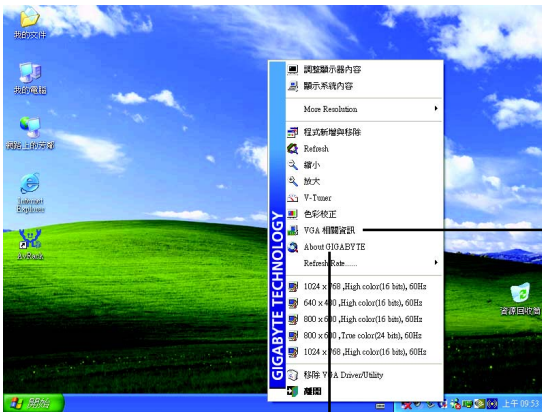 我的文件
我的電腦
網路上的芳鄰
Internet
Explorer
AvRack
資源回收筒
GIGABYTE TECHNOLOGY
調整顯示器內容
顯示系統內容
More Resolution
程式新增與移除
Refresh
縮小
放大
V-Tuner
色彩校正
VGA 相關資訊
About GIGABYTE
Refresh Rate......
1024 x 768 ,High color(16 bits), 60Hz
640 x 480 ,High color(16 bits), 60Hz
800 x 600 ,High color(16 bits), 60Hz
800 x 600 ,True color(24 bits), 60Hz
1024 x 768 ,High color(16 bits), 60Hz
移除 VGA Driver/Utility
離開
開始
上午 09:53